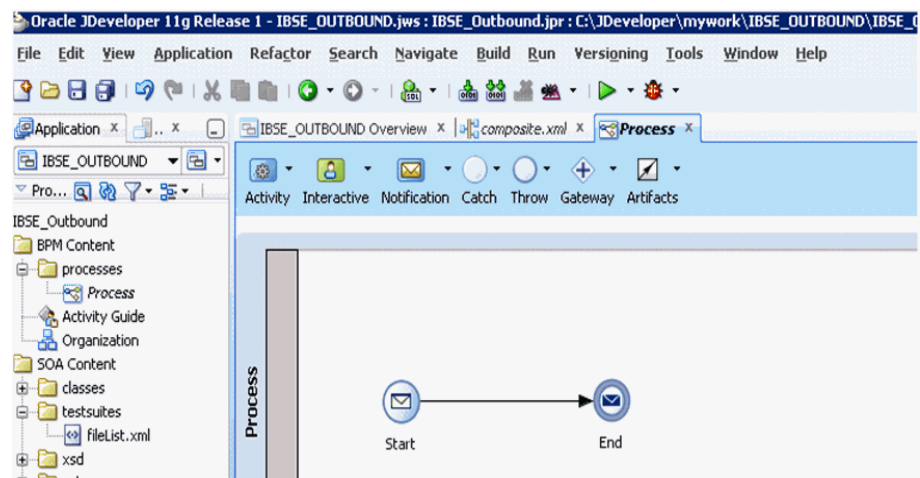 Oracle JDeveloper 11g Release 1 - IBSE_OUTBOUND.jws : IBSE_Outbound.jpr : C:\JDeveloper\mywork\IBSE_OUTBOUND\IBSE_
File Edit View Application Refactor Search Navigate Build Run Versioning Tools Window Help
Application x .. x
IBSE_OUTBOUND Overview x composite.xml x Process x
IBSE_OUTBOUND
Pro...
Activity Interactive Notification Catch Throw Gateway Artifacts
IBSE_Outbound
BPM Content
processes
Process
Activity Guide
Organization
SOA Content
classes
testsuites
fileList.xml
xsd
Process
Start
End